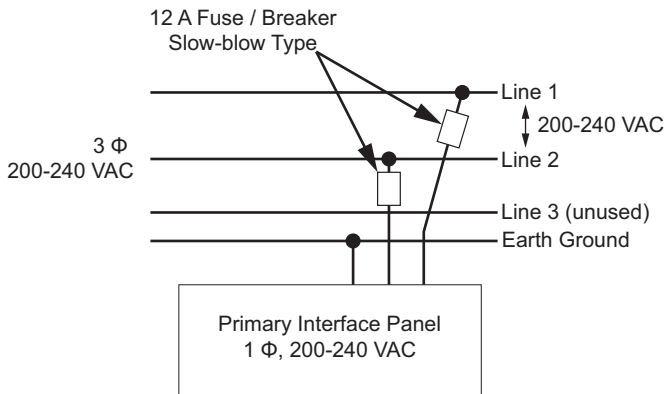 12 A Fuse / Breaker
Slow-blow Type
Line 1
200-240 VAC
3 Φ
200-240 VAC
Line 2
Line 3 (unused)
Earth Ground
Primary Interface Panel
1 Φ, 200-240 VAC